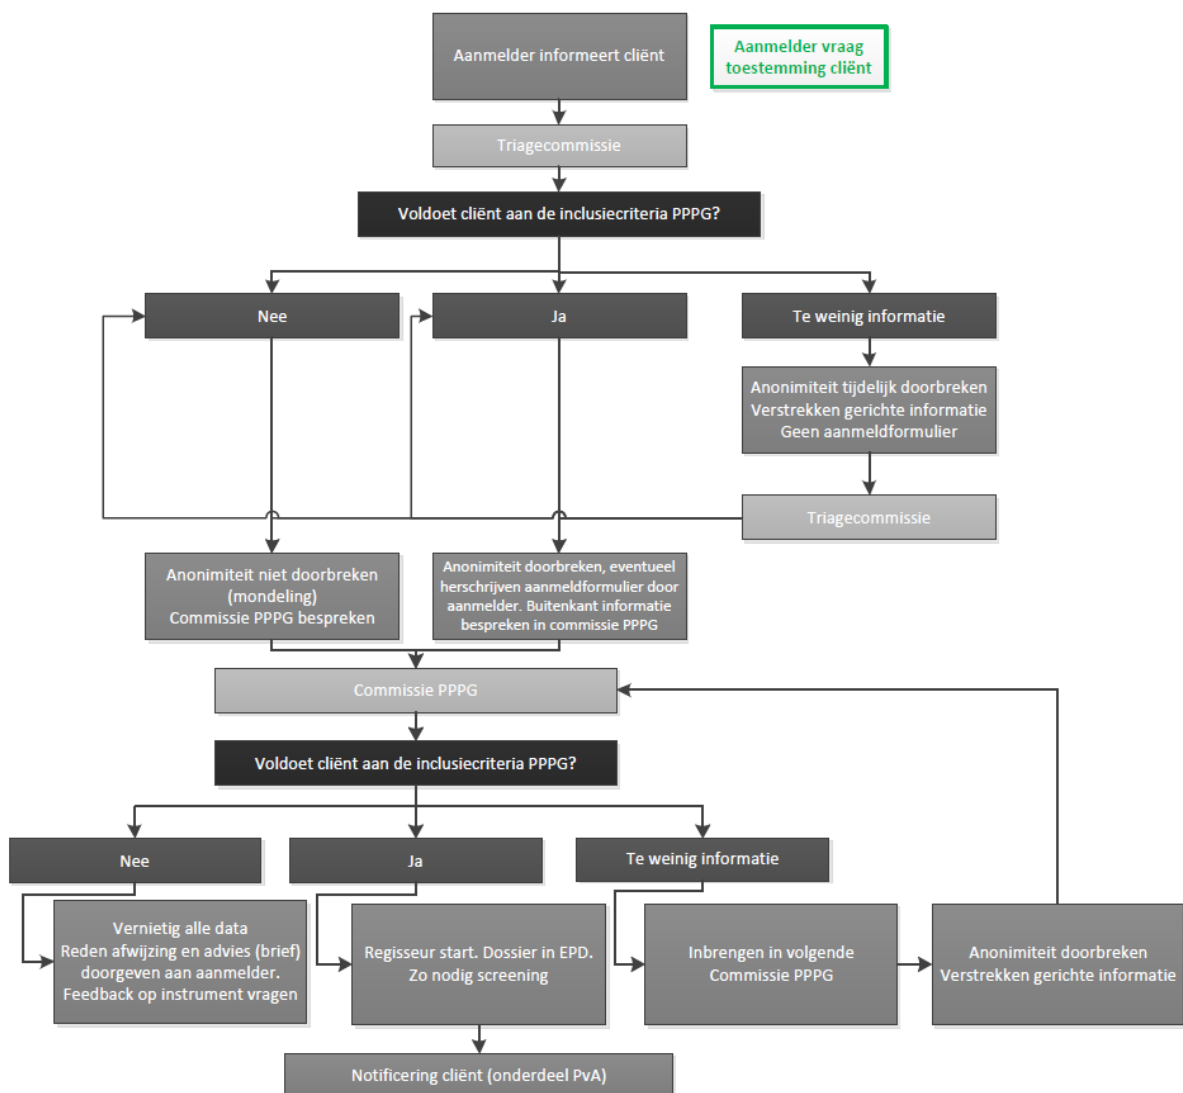 Aanmelder informeert cliënt
Aanmelder vraag
toestemming cliënt
Triagecommissie
Voldoet cliënt aan de inclusiecriteria PPPG?
Nee
Ja
Te weinig informatie
Anonimiteit tijdelijk doorbreken
Verstrekken gerichte informatie
Geen aanmeldformulier
Triagecommissie
Anonimiteit niet doorbreken
(mondeling)
Commissie PPPG bespreken
Anonimiteit doorbreken, eventueel
herschrijven aanmeldformulier door
aanmelder. Buitenkant informatie
bespreken in commissie PPPG
Commissie PPPG
Voldoet cliënt aan de inclusiecriteria PPPG?
Nee
Ja
Te weinig informatie
Vernietig alle data
Reden afwijzing en advies (brief)
doorgeven aan aanmelder.
Feedback op instrument vragen
Regisseur start. Dossier in EPD.
Zo nodig screening
Inbrengen in volgende
Commissie PPPG
Anonimiteit doorbreken
Verstrekken gerichte informatie
Notificering cliënt (onderdeel PvA)